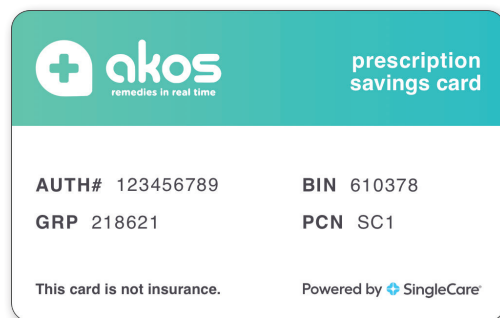 akos
remedies in real time
prescription
savings card
AUTH# 123456789
BIN 610378
GRP 218621
PCN SC1
This card is not insurance.
Powered by SingleCare®